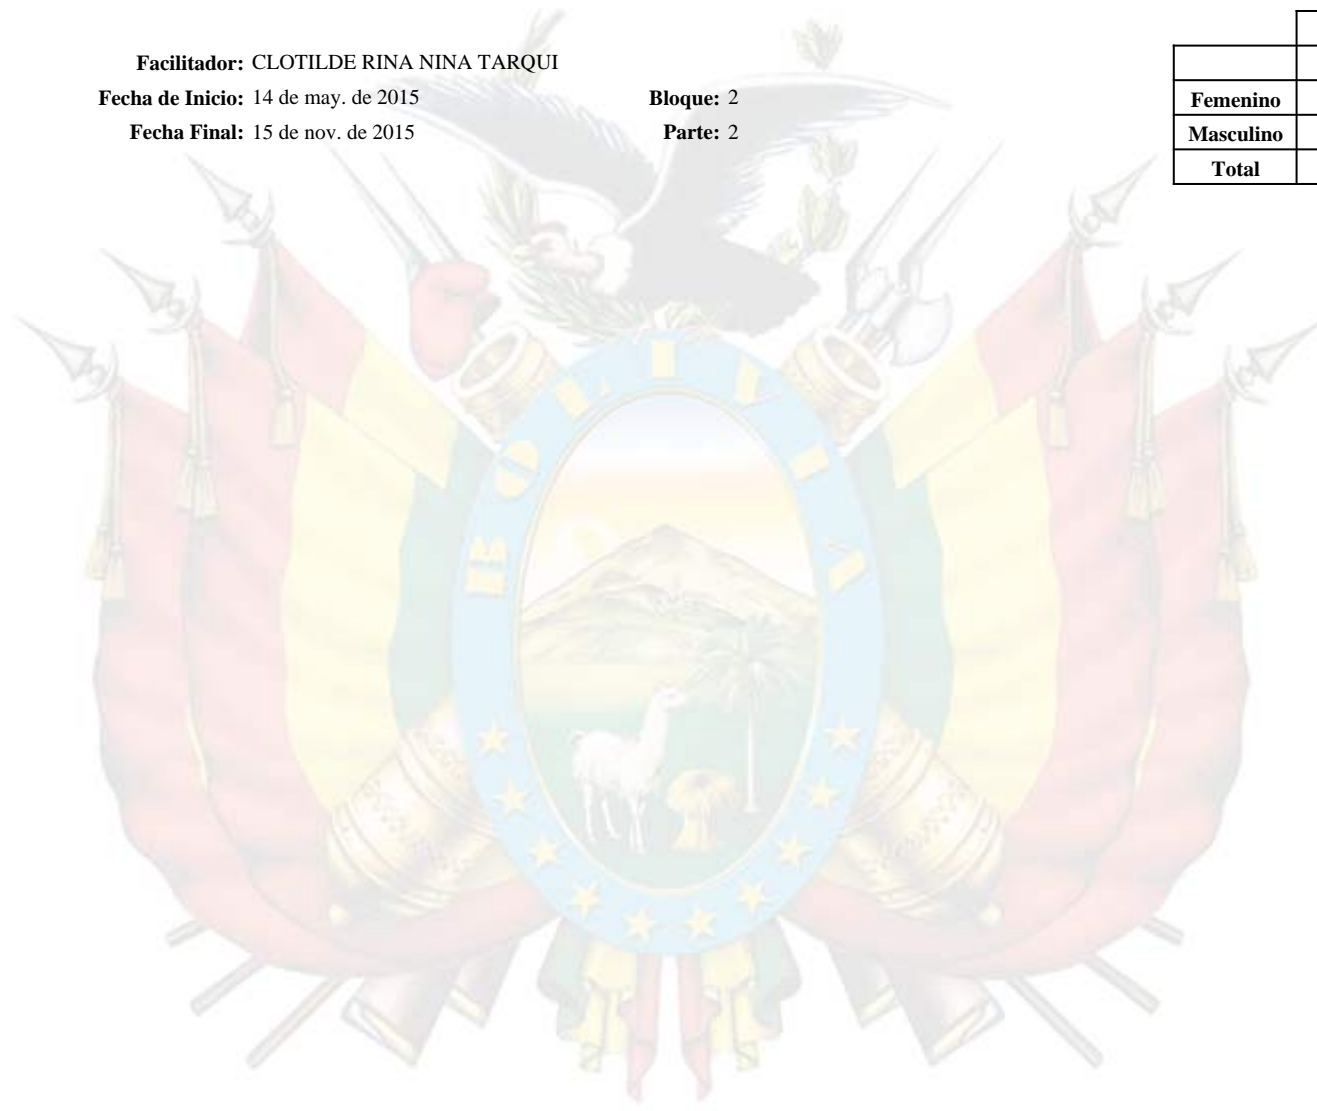 Facilitador: CLOTILDE RINA NINA TARQUI
Fecha de Inicio: 14 de may. de 2015 Bloque: 2
Fecha Final: 15 de nov. de 2015 Parte: 2
Femenino
Masculino
Total
BOLIVIA